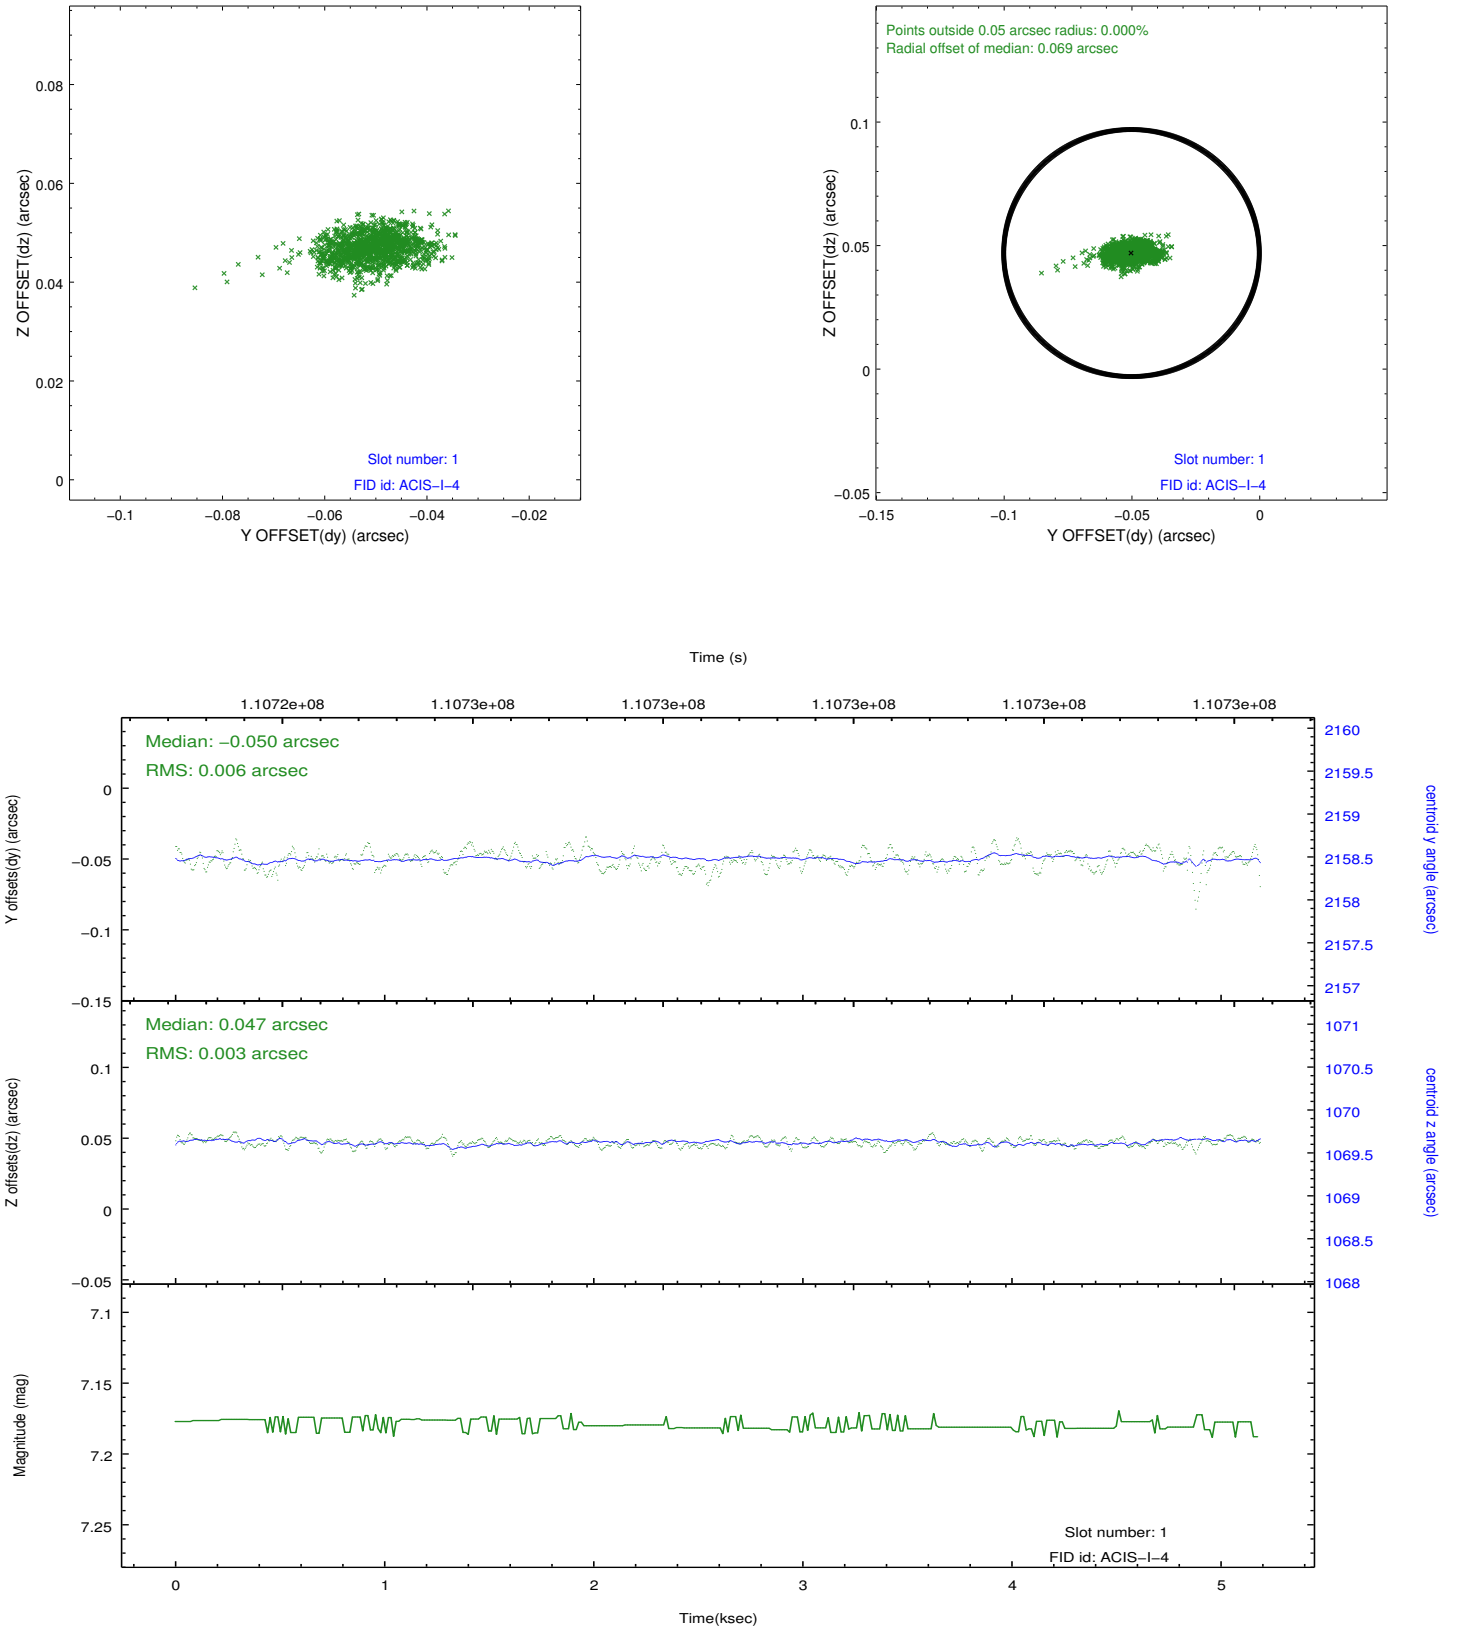 0.08
0.06
0.04
0.02
0
Z OFFSET(dz) (arcsec)
Slot number: 1
FID id: ACIS−I−4
−0.1
−0.08
−0.06
−0.04
−0.02
Y OFFSET(dy) (arcsec)
Points outside 0.05 arcsec radius: 0.000%
Radial offset of median: 0.069 arcsec
0.1
0.05
0
−0.05
Z OFFSET(dz) (arcsec)
Slot number: 1
FID id: ACIS−I−4
−0.15
−0.1
−0.05
0
Y OFFSET(dy) (arcsec)
Time (s)
1.1072e+08
1.1073e+08
1.1073e+08
1.1073e+08
1.1073e+08
1.1073e+08
Median: −0.050 arcsec
RMS: 0.006 arcsec
0
−0.05
−0.1
−0.15
Y offsets(dy) (arcsec)
2160
2159.5
2159
2158.5
2158
2157.5
2157
centroid y angle (arcsec)
Median: 0.047 arcsec
RMS: 0.003 arcsec
0.1
0.05
0
−0.05
Z offsets(dz) (arcsec)
1071
1070.5
1070
1069.5
1069
1068.5
1068
centroid z angle (arcsec)
7.1
7.15
7.2
7.25
Magnitude (mag)
Slot number: 1
FID id: ACIS−I−4
0
1
2
3
4
5
Time(ksec)